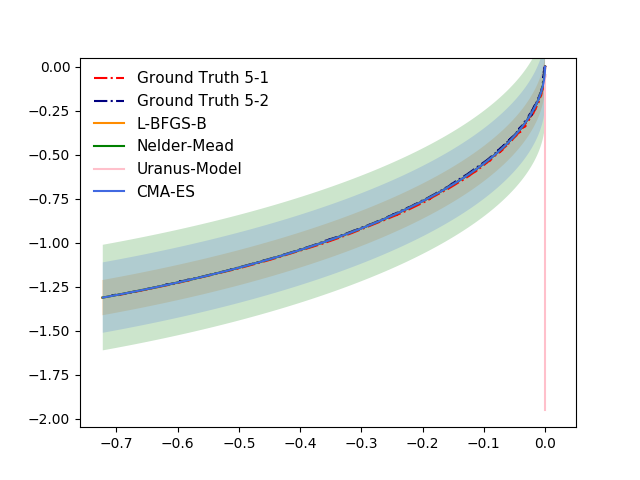 0.00
−0.25
−0.50
−0.75
−1.00
−1.25
−1.50
−1.75
−2.00
Ground Truth 5-1
Ground Truth 5-2
L-BFGS-B
Nelder-Mead
Uranus-Model
CMA-ES
−0.7 −0.6 −0.5 −0.4 −0.3 −0.2 −0.1 0.0